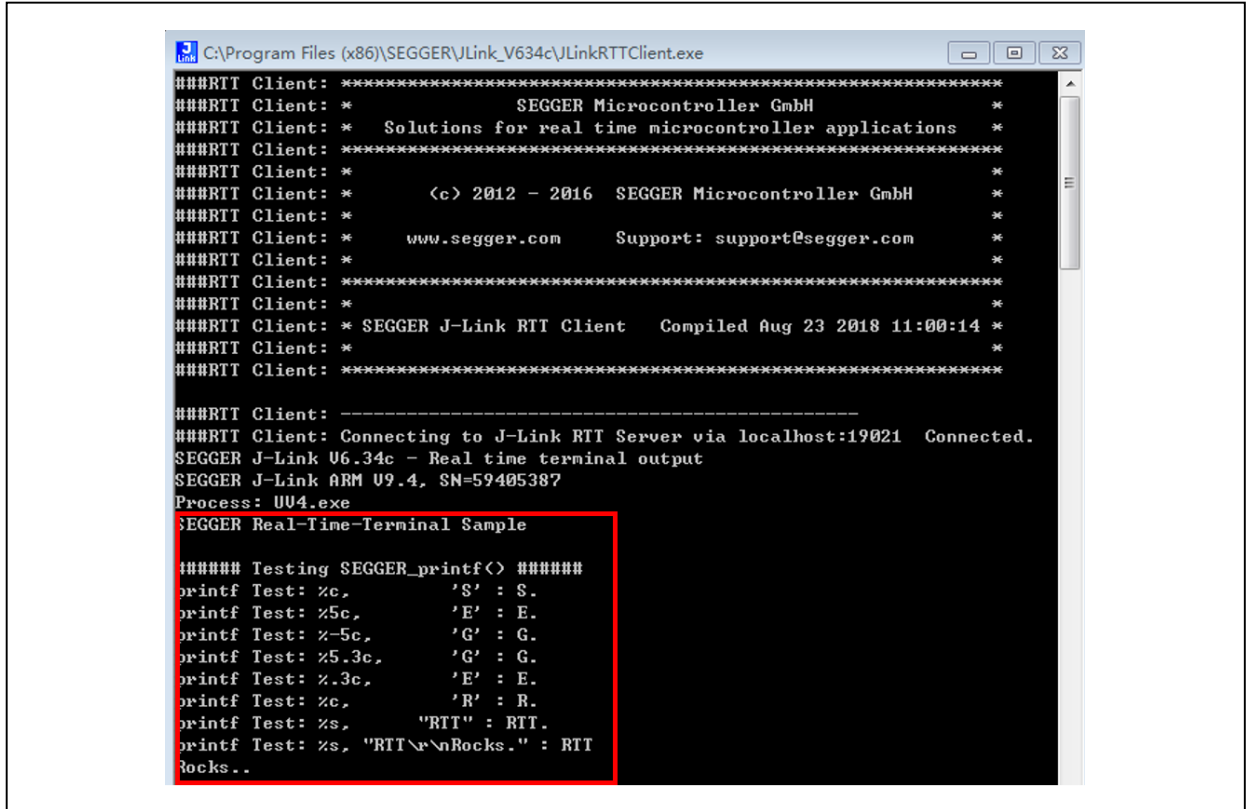 C:\Program Files (x86)\SEGGER\JLink_V634c\JLinkRTTClient.exe
###RTT Client: ************************************************************
###RTT Client: *               SEGGER Microcontroller GmbH                *
###RTT Client: *   Solutions for real time microcontroller applications   *
###RTT Client: ************************************************************
###RTT Client: *                                                          *
###RTT Client: *       (c) 2012 - 2016  SEGGER Microcontroller GmbH       *
###RTT Client: *                                                          *
###RTT Client: *     www.segger.com     Support: support@segger.com       *
###RTT Client: *                                                          *
###RTT Client: ************************************************************
###RTT Client: *                                                          *
###RTT Client: * SEGGER J-Link RTT Client   Compiled Aug 23 2018 11:00:14 *
###RTT Client: *                                                          *
###RTT Client: ************************************************************
###RTT Client: -----------------------------------------------
###RTT Client: Connecting to J-Link RTT Server via localhost:19021  Connected.
SEGGER J-Link V6.34c - Real time terminal output
SEGGER J-Link ARM V9.4, SN=59405387
Process: UV4.exe
SEGGER Real-Time-Terminal Sample
###### Testing SEGGER_printf() ######
printf Test: %c,         'S' : S.
printf Test: %5c,        'E' : E.
printf Test: %-5c,       'G' : G.
printf Test: %5.3c,      'G' : G.
printf Test: %.3c,       'E' : E.
printf Test: %c,         'R' : R.
printf Test: %s,      "RTT" : RTT.
printf Test: %s, "RTT\r\nRocks." : RTT
Rocks..